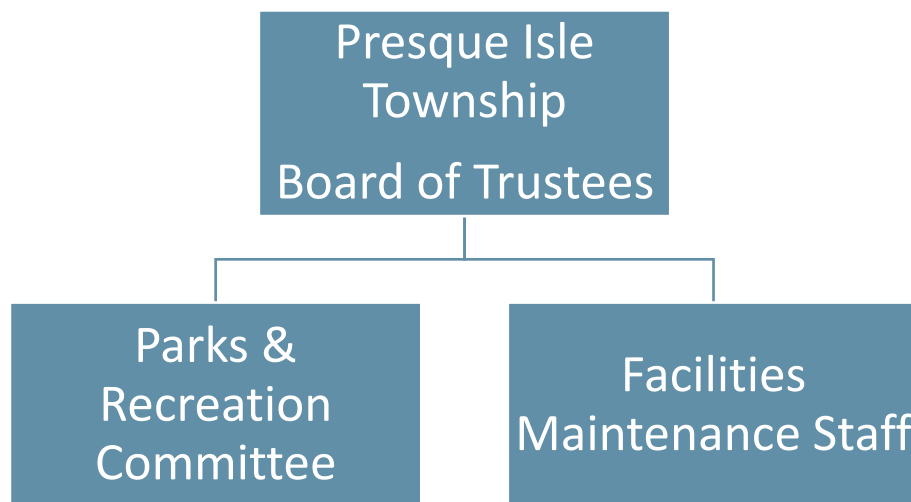 Presque Isle
Township
Board of Trustees
Parks &
Recreation
Committee
Facilities
Maintenance Staff